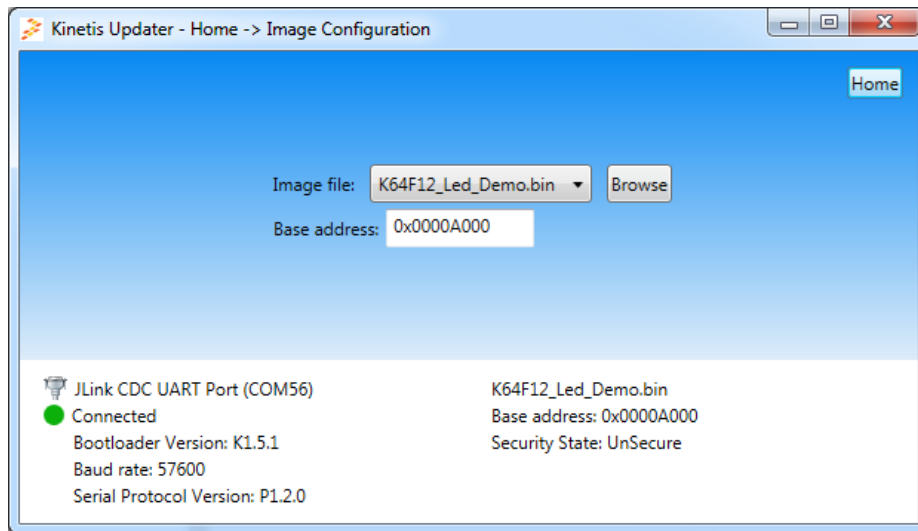 Kinetis Updater - Home -> Image Configuration
Home
Image file: K64F12_Led_Demo.bin Browse
Base address: 0x0000A000
JLink CDC UART Port (COM56)
Connected
Bootloader Version: K1.5.1
Baud rate: 57600
Serial Protocol Version: P1.2.0
K64F12_Led_Demo.bin
Base address: 0x0000A000
Security State: UnSecure